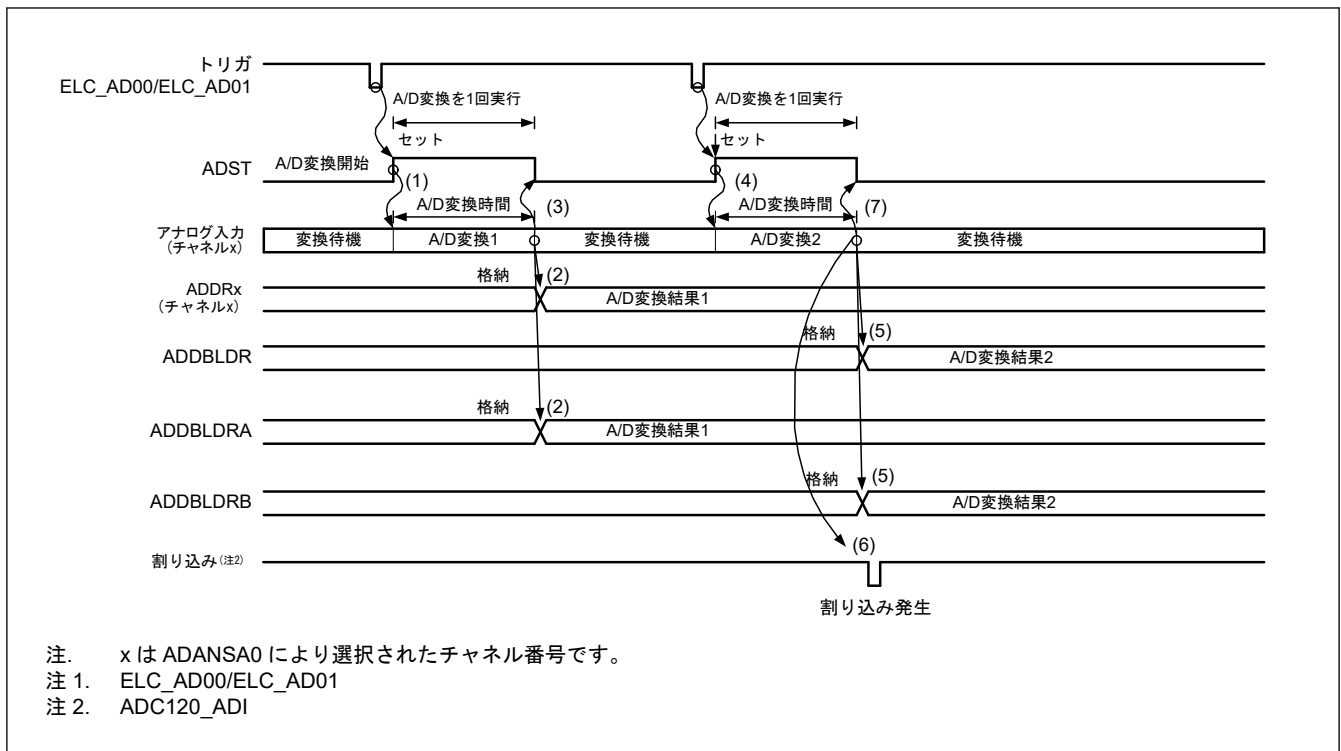 トリガ
ELC_AD00/ELC_AD01
A/D変換を1回実行
A/D変換を1回実行
セット
セット
ADST
A/D変換開始
(1)
(4)
A/D変換時間
(3)
A/D変換時間
(7)
アナログ入力
(チャネルx)
変換待機
A/D変換1
変換待機
A/D変換2
変換待機
ADDRx
(チャネルx)
格納
(2)
A/D変換結果1
ADDBLDR
格納
(5)
A/D変換結果2
ADDBLDRA
格納
(2)
A/D変換結果1
ADDBLDRB
格納
(5)
A/D変換結果2
割り込み(注2)
(6)
割り込み発生
注. x は ADANSA0 により選択されたチャネル番号です。
注 1. ELC_AD00/ELC_AD01
注 2. ADC120_ADI